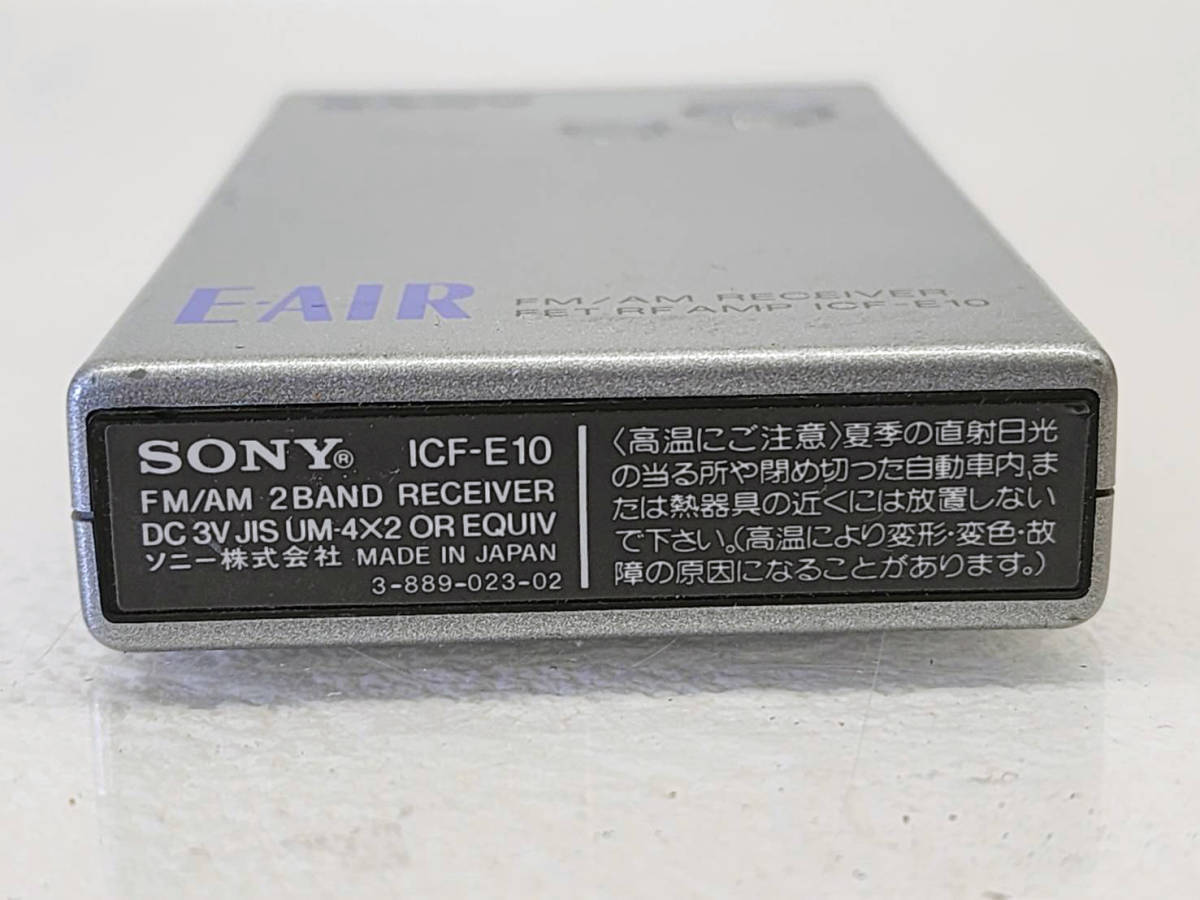 E-AIR
FM/AM RECEIVER
FET RF AMP ICF-E10
SONY® ICF-E10
FM/AM 2BAND RECEIVER
DC 3V JIS UM-4×2 OR EQUIV
ソニー株式会社 MADE IN JAPAN
3-889-023-02
〈高温にご注意〉夏季の直射日光
の当る所や閉め切った自動車内、ま
たは熱器具の近くには放置しない
で下さい。(高温により変形・変色・故
障の原因になることがあります。)